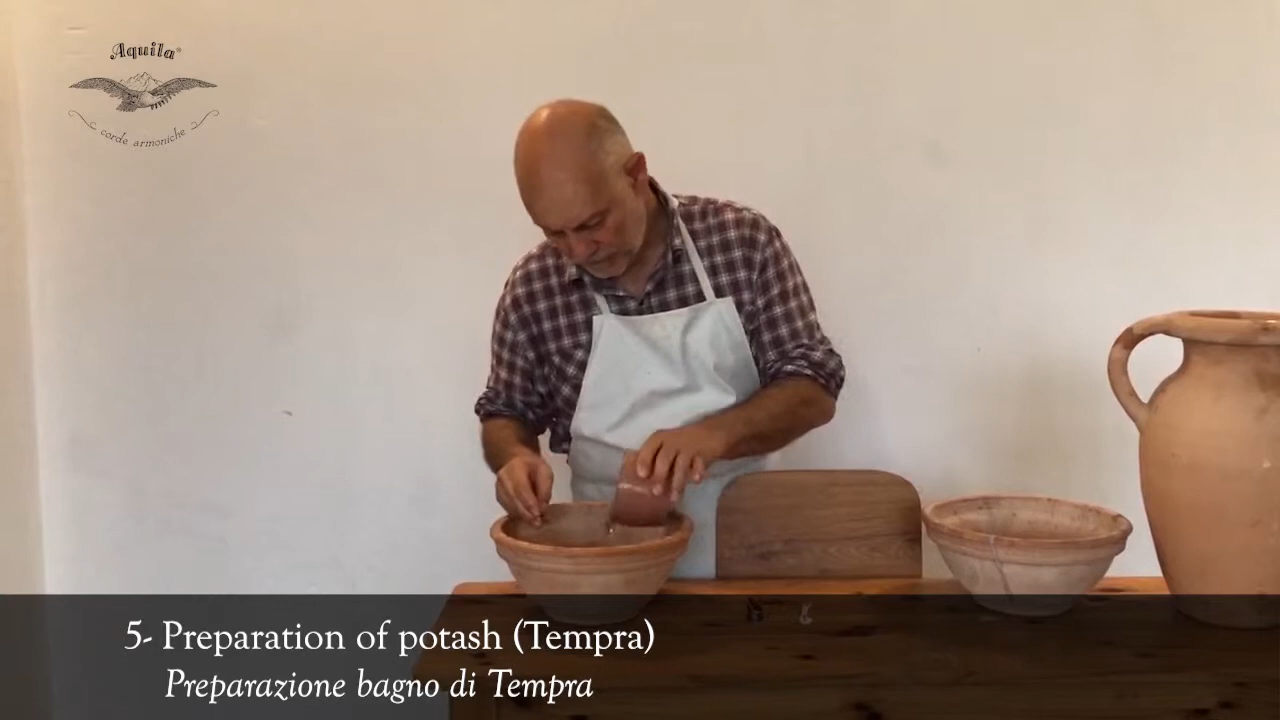 Aquila®
corde armoniche
5- Preparation of potash (Tempra)
Preparazione bagno di Tempra